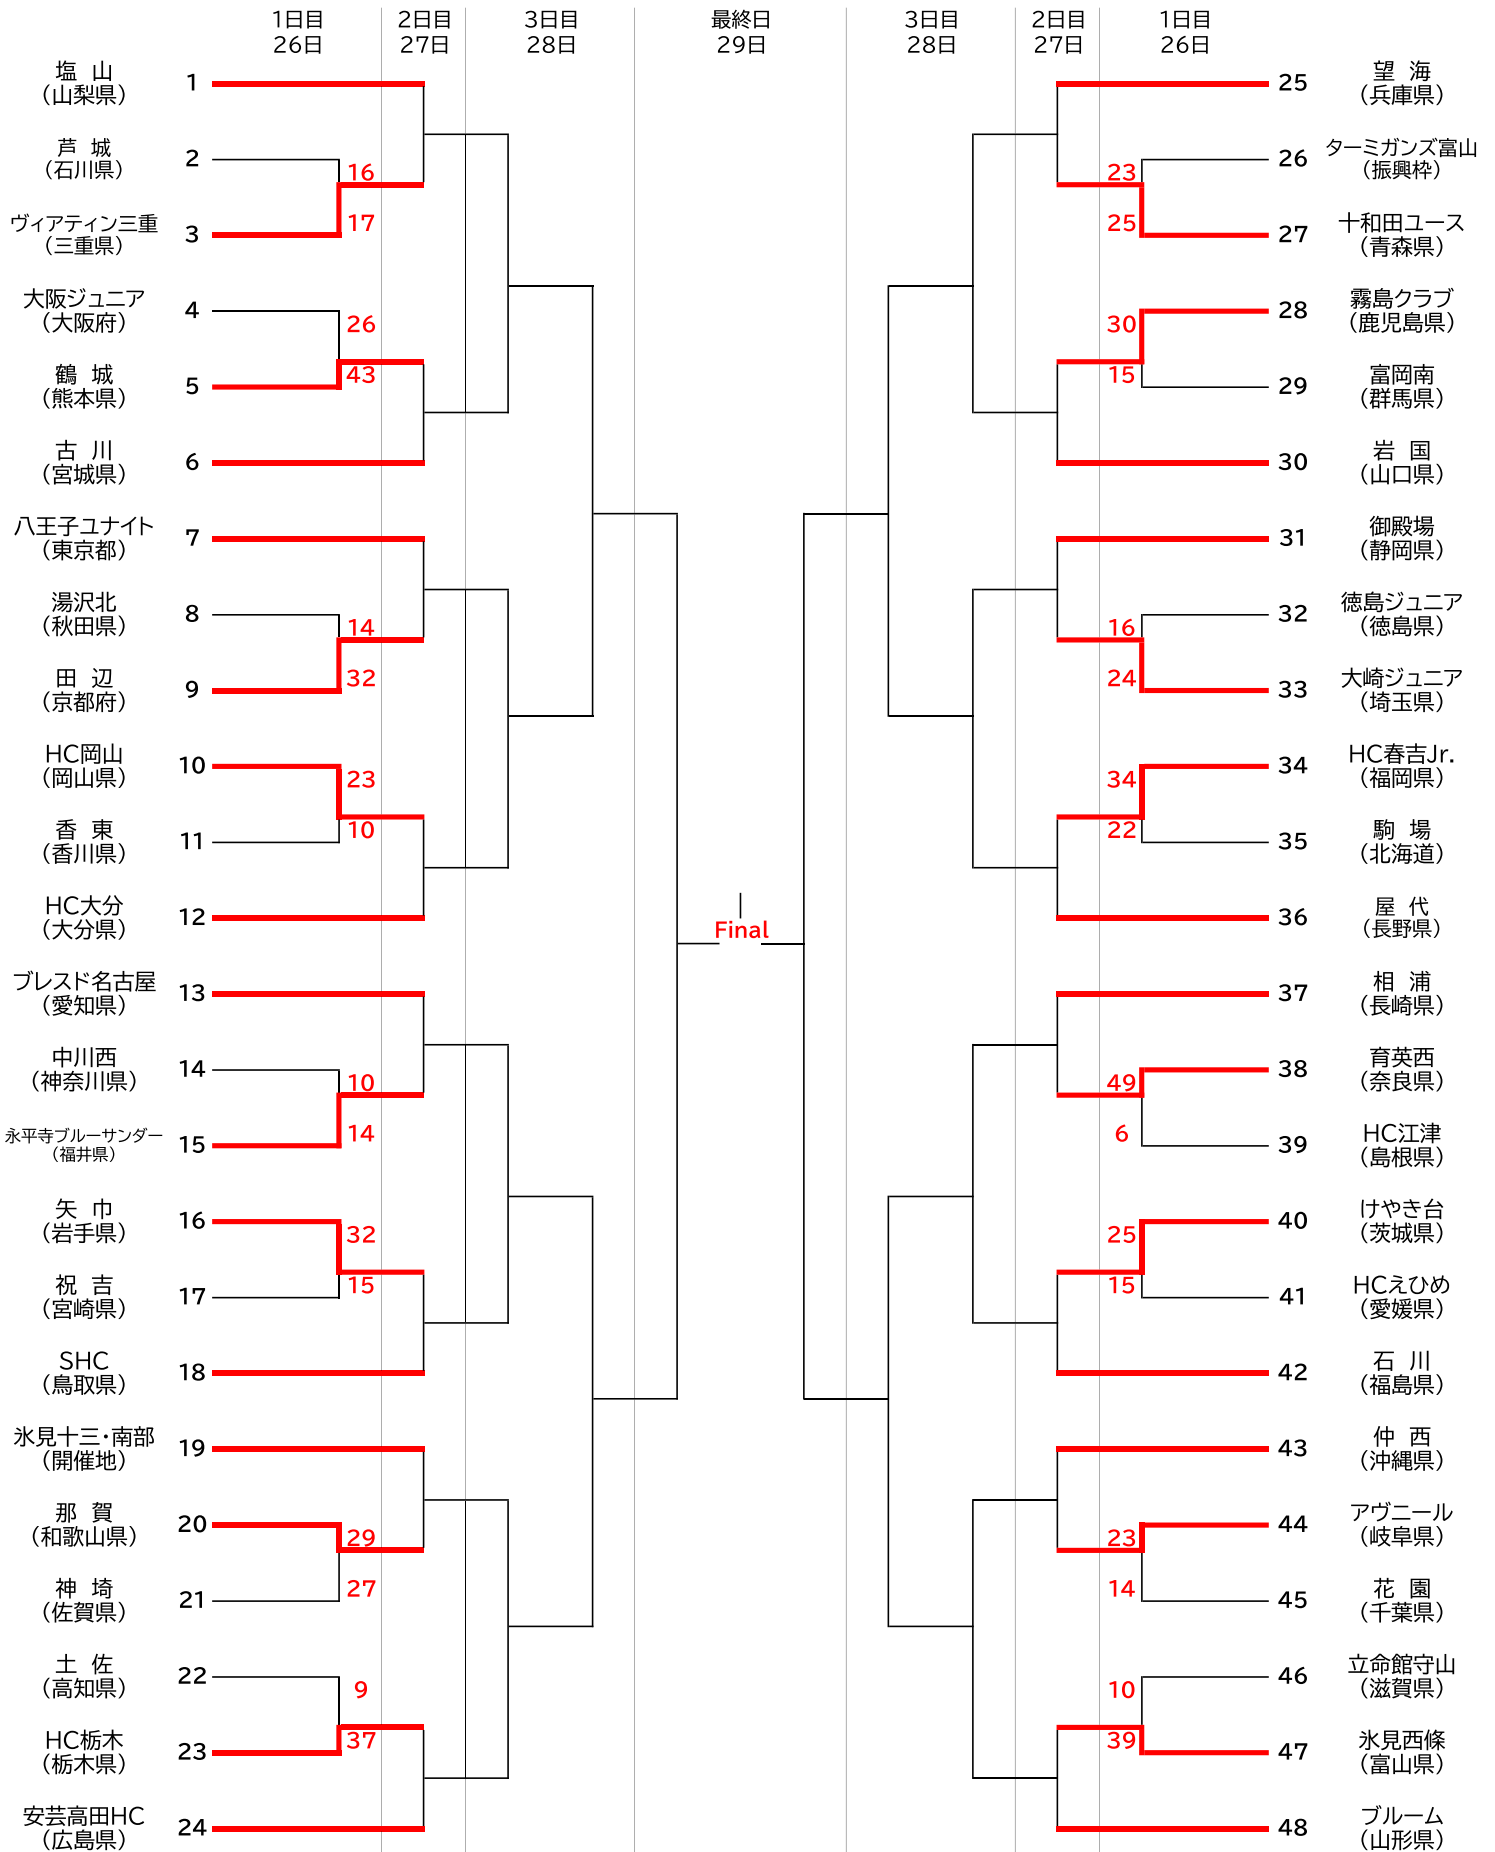 1日目 2日目 3日目 最終日 3日目 2日目 1日目
26日 27日 28日 29日 28日 27日 26日
塩 山
(山梨県)
1
芦 城
(石川県)
2
16
ヴィアティン三重
(三重県)
3
17
大阪ジュニア
(大阪府)
4
26
鶴 城
(熊本県)
5
43
古 川
(宮城県)
6
八王子ユナイト
(東京都)
7
湯沢北
(秋田県)
8
14
田 辺
(京都府)
9
32
HC岡山
(岡山県)
10
23
香 東
(香川県)
11
10
HC大分
(大分県)
12
ブレスド名古屋
(愛知県)
13
中川西
(神奈川県)
14
10
永平寺ブルーサンダー
(福井県)
15
14
矢 巾
(岩手県)
16
32
祝 吉
(宮崎県)
17
15
SHC
(鳥取県)
18
氷見十三・南部
(開催地)
19
那 賀
(和歌山県)
20
29
神 埼
(佐賀県)
21
27
土 佐
(高知県)
22
9
HC栃木
(栃木県)
23
37
安芸高田HC
(広島県)
24
Final
25
望 海
(兵庫県)
23
26
ターミガンズ富山
(振興枠)
25
27
十和田ユース
(青森県)
30
28
霧島クラブ
(鹿児島県)
15
29
富岡南
(群馬県)
30
岩 国
(山口県)
31
御殿場
(静岡県)
16
32
徳島ジュニア
(徳島県)
24
33
大崎ジュニア
(埼玉県)
34
34
HC春吉Jr.
(福岡県)
22
35
駒 場
(北海道)
36
屋 代
(長野県)
37
相 浦
(長崎県)
49
38
育英西
(奈良県)
6
39
HC江津
(島根県)
25
40
けやき台
(茨城県)
15
41
HCえひめ
(愛媛県)
42
石 川
(福島県)
43
仲 西
(沖縄県)
23
44
アヴニール
(岐阜県)
14
45
花 園
(千葉県)
10
46
立命館守山
(滋賀県)
39
47
氷見西條
(富山県)
48
ブルーム
(山形県)